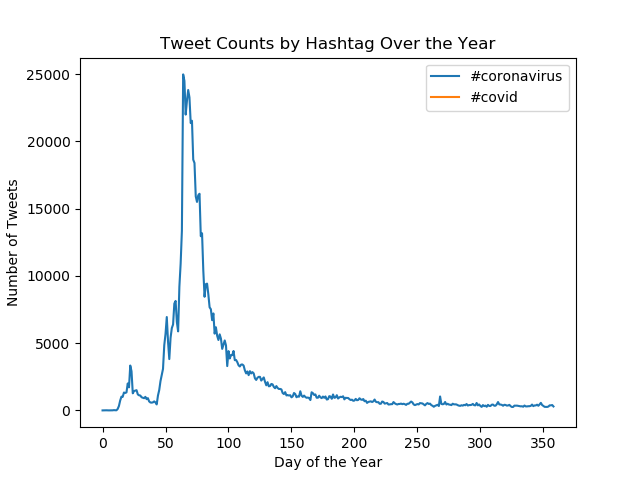 Tweet Counts by Hashtag Over the Year
#coronavirus
#covid
25000
20000
15000
10000
5000
0
Number of Tweets
0 50 100 150 200 250 300 350
Day of the Year